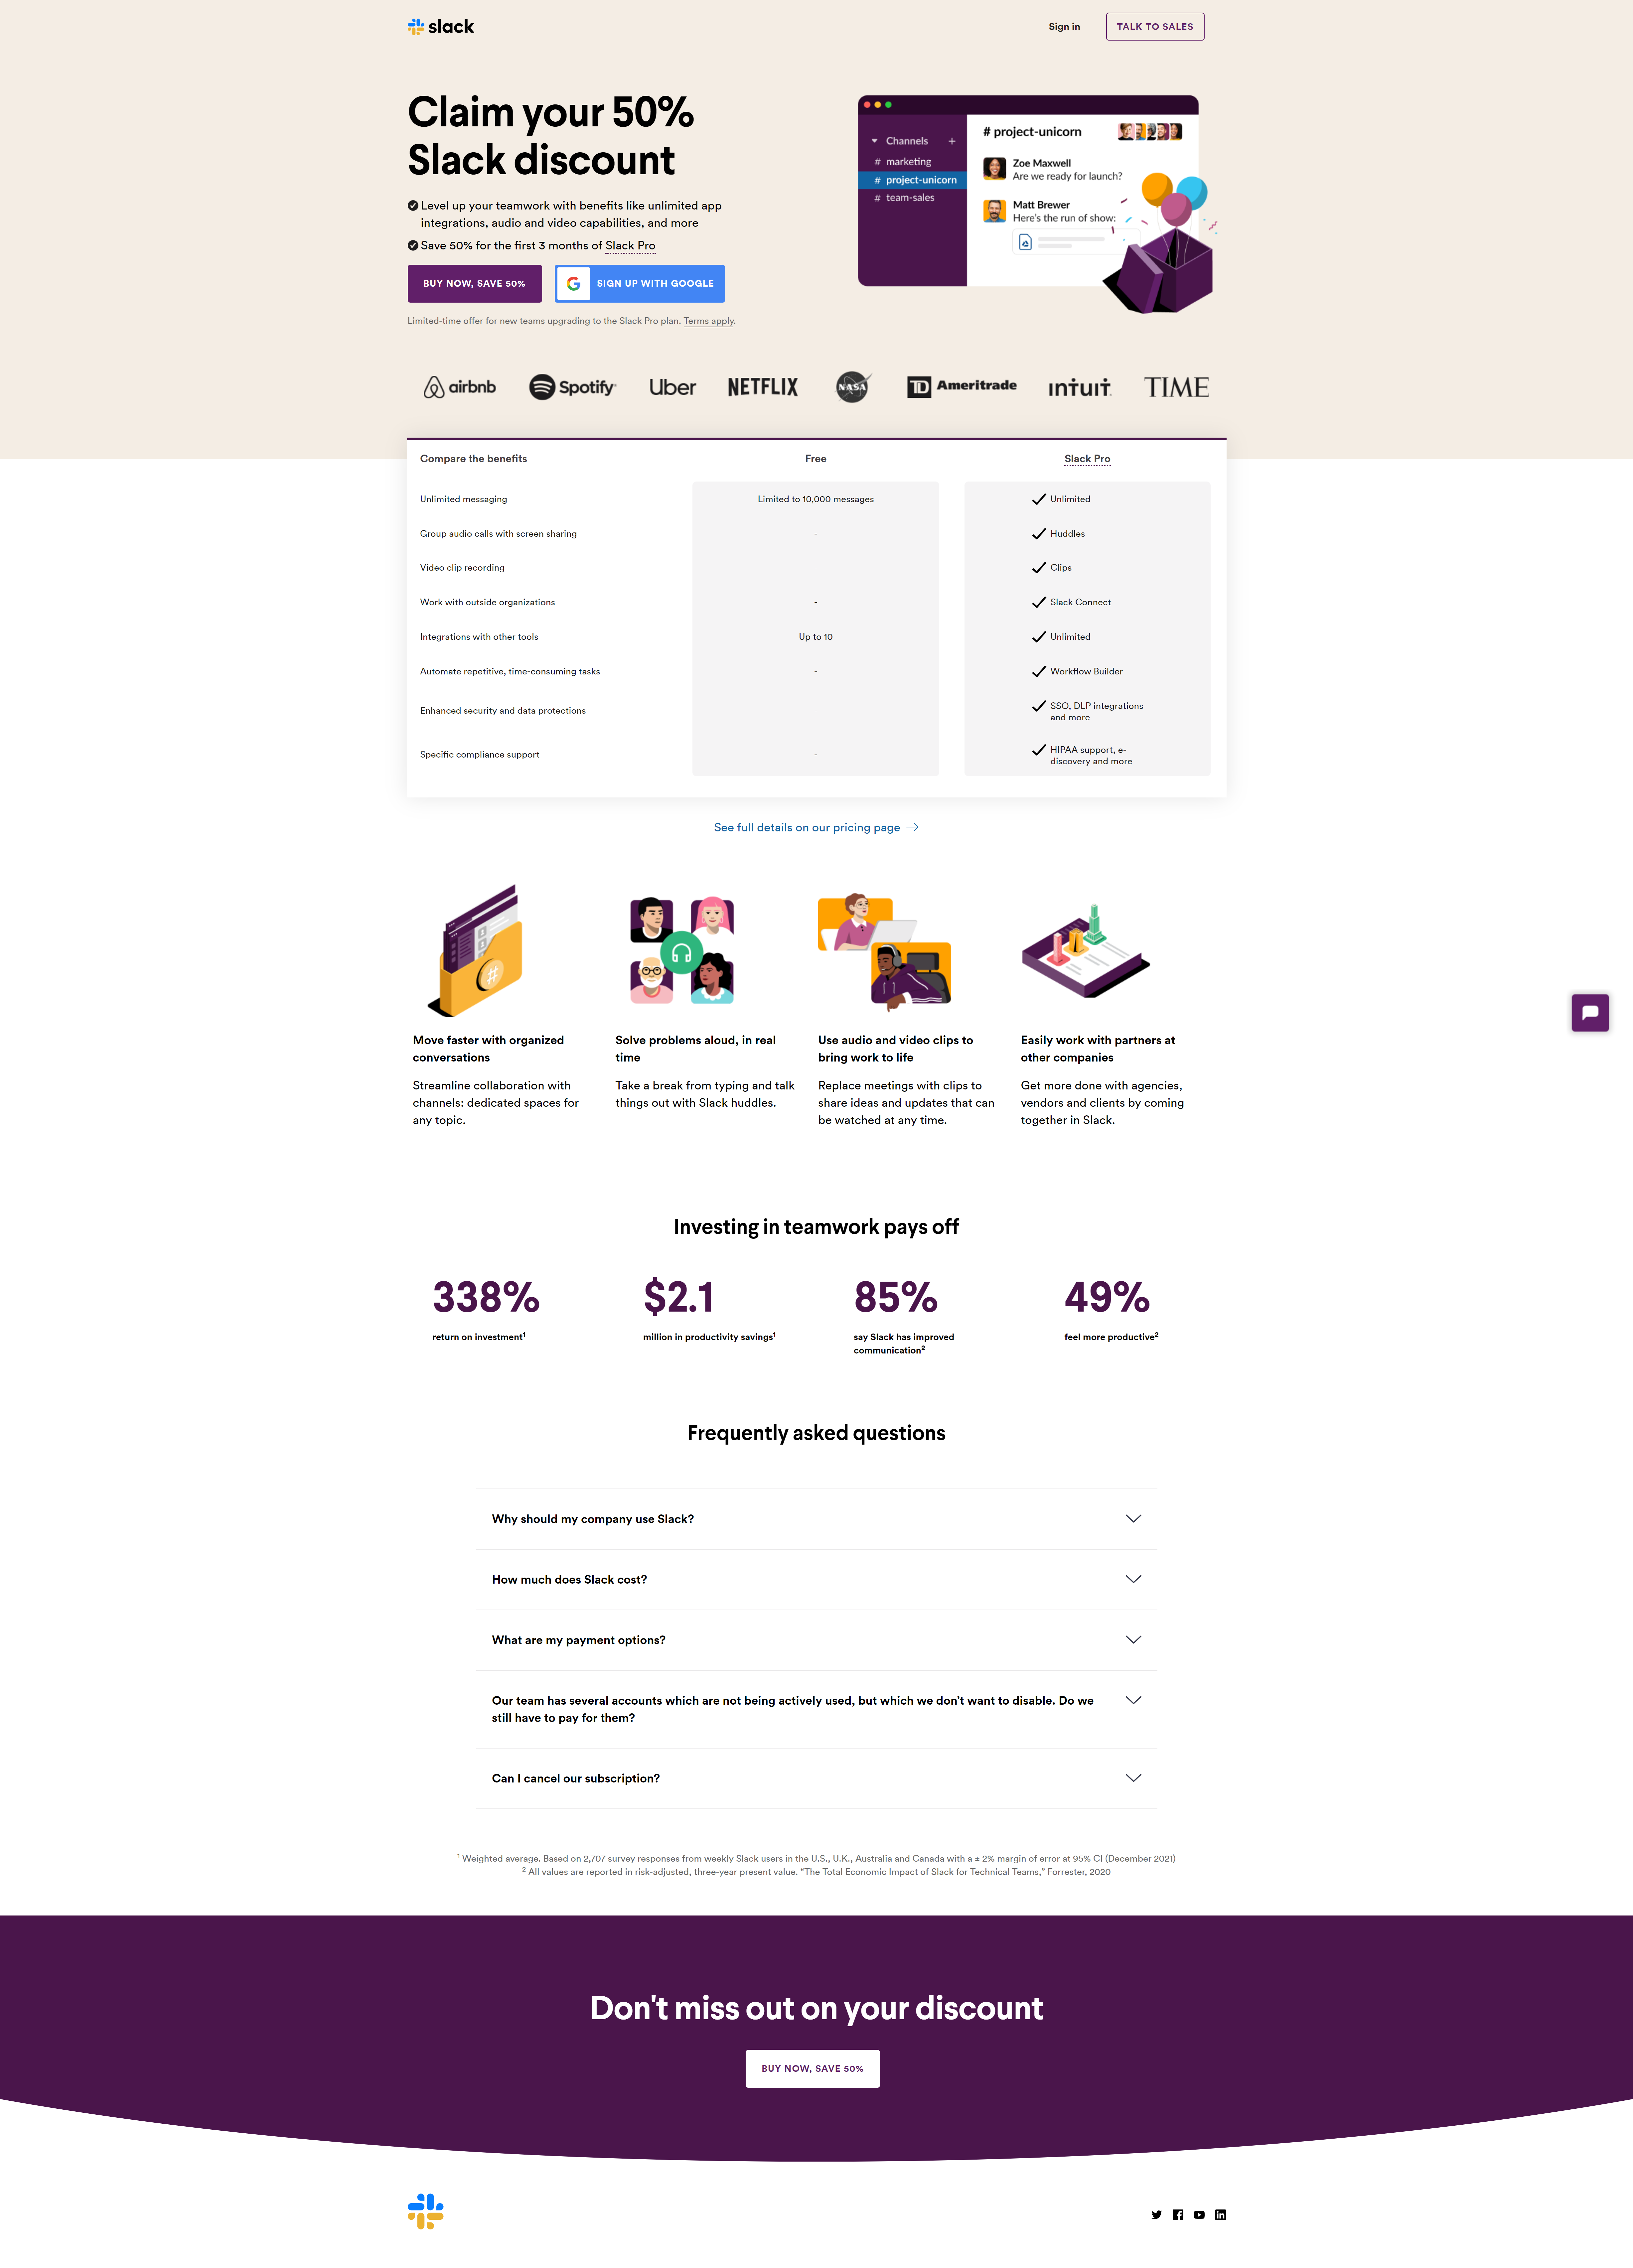 slack
Sign in
TALK TO SALES
Claim your 50%
Slack discount
Level up your teamwork with benefits like unlimited app
integrations, audio and video capabilities, and more
Save 50% for the first 3 months of Slack Pro
BUY NOW, SAVE 50%
SIGN UP WITH GOOGLE
Limited-time offer for new teams upgrading to the Slack Pro plan. Terms apply.
Channels +
# marketing
# project-unicorn
# team-sales
# project-unicorn
Zoe Maxwell
Are we ready for launch?
Matt Brewer
Here's the run of show:
airbnb
Spotify
Uber
NETFLIX
NASA
TD Ameritrade
intuit
TIME
Compare the benefits Free Slack Pro
Unlimited messaging Limited to 10,000 messages Unlimited
Group audio calls with screen sharing - Huddles
Video clip recording - Clips
Work with outside organizations - Slack Connect
Integrations with other tools Up to 10 Unlimited
Automate repetitive, time-consuming tasks - Workflow Builder
Enhanced security and data protections - SSO, DLP integrations
and more
Specific compliance support - HIPAA support, e-
discovery and more
See full details on our pricing page →
Move faster with organized
conversations
Streamline collaboration with
channels: dedicated spaces for
any topic.
Solve problems aloud, in real
time
Take a break from typing and talk
things out with Slack huddles.
Use audio and video clips to
bring work to life
Replace meetings with clips to
share ideas and updates that can
be watched at any time.
Easily work with partners at
other companies
Get more done with agencies,
vendors and clients by coming
together in Slack.
Investing in teamwork pays off
338%
return on investment¹
$2.1
million in productivity savings¹
85%
say Slack has improved
communication²
49%
feel more productive²
Frequently asked questions
Why should my company use Slack?
How much does Slack cost?
What are my payment options?
Our team has several accounts which are not being actively used, but which we don’t want to disable. Do we
still have to pay for them?
Can I cancel our subscription?
¹ Weighted average. Based on 2,707 survey responses from weekly Slack users in the U.S., U.K., Australia and Canada with a ± 2% margin of error at 95% CI (December 2021)
² All values are reported in risk-adjusted, three-year present value. “The Total Economic Impact of Slack for Technical Teams,” Forrester, 2020
Don't miss out on your discount
BUY NOW, SAVE 50%